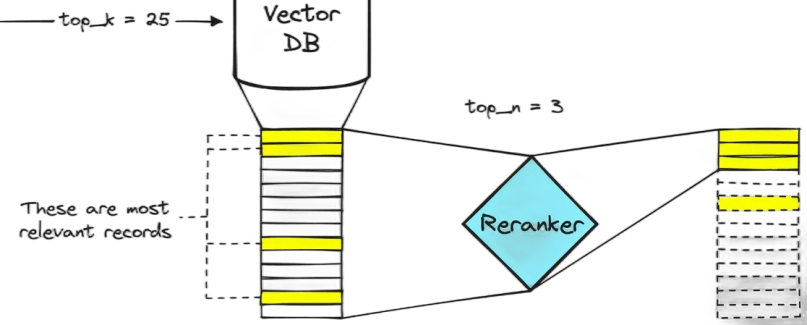 top_k = 25
Vector
DB
top_n = 3
These are most
relevant records
Reranker